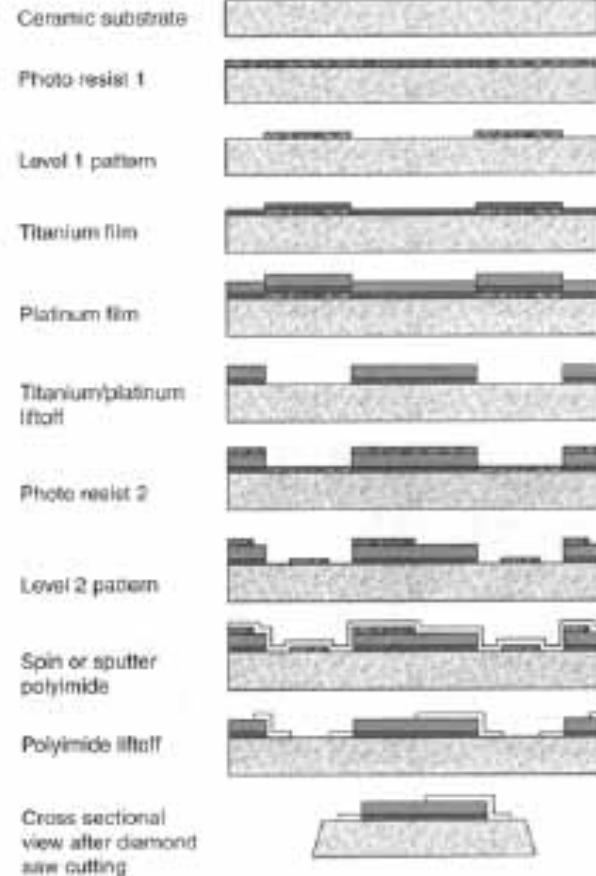 Ceramic substrate
Photo resist 1
Level 1 pattern
Titanium film
Platinum film
Titanium/platinum
liftoff
Photo resist 2
Level 2 pattern
Spin or sputter
polyimide
Polyimide liftoff
Cross sectional
view after diamond
saw cutting